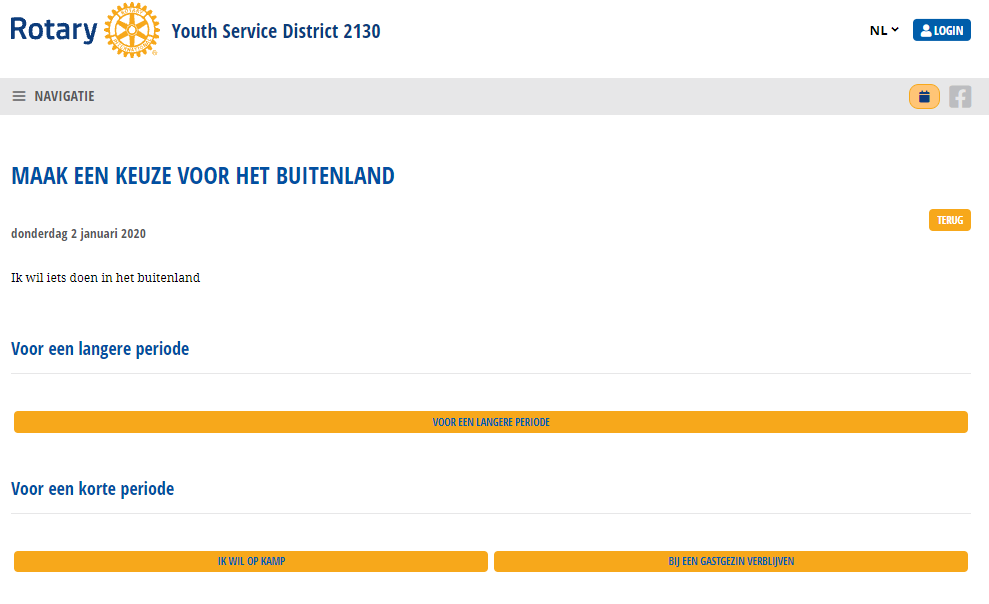 Rotary
Youth Service District 2130
NL
LOGIN
NAVIGATIE
MAAK EEN KEUZE VOOR HET BUITENLAND
TERUG
donderdag 2 januari 2020
Ik wil iets doen in het buitenland
Voor een langere periode
VOOR EEN LANGERE PERIODE
Voor een korte periode
IK WIL OP KAMP
BIJ EEN GASTGEZIN VERBLIJVEN